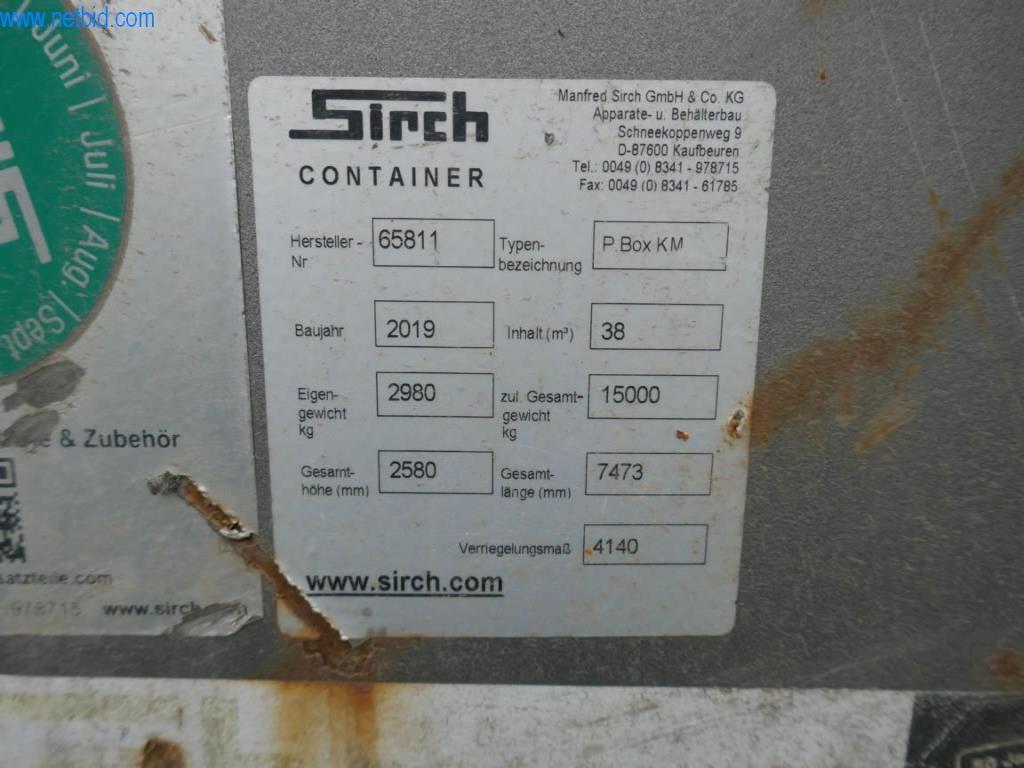 www.netbid.com
Juni / Juli / Aug. / Sept
& Zubehör
satzteile.com
978715 www.sirch
Sirch
CONTAINER
Manfred Sirch GmbH & Co. KG
Apparate- u. Behälterbau
Schneekoppenweg 9
D-87600 Kaufbeuren
Tel.: 0049 (0) 8341 - 978715
Fax: 0049 (0) 8341 - 61785
Hersteller - 65811 Typen- P.Box KM
Nr. bezeichnung
Baujahr 2019 Inhalt (m³) 38
Eigen- 2980 zul. Gesamt- 15000
gewicht gewicht
kg kg
Gesamt- 2580 Gesamt- 7473
höhe (mm) länge (mm)
Verriegelungsmaß 4140
www.sirch.com